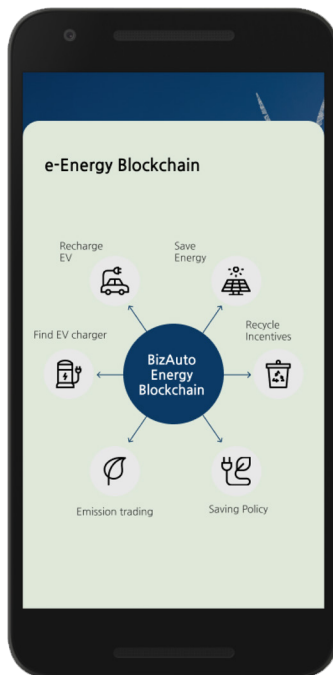 e-Energy Blockchain
Recharge
EV
Save
Energy
Find EV charger
BizAuto
Energy
Blockchain
Recycle
Incentives
Emission trading
Saving Policy